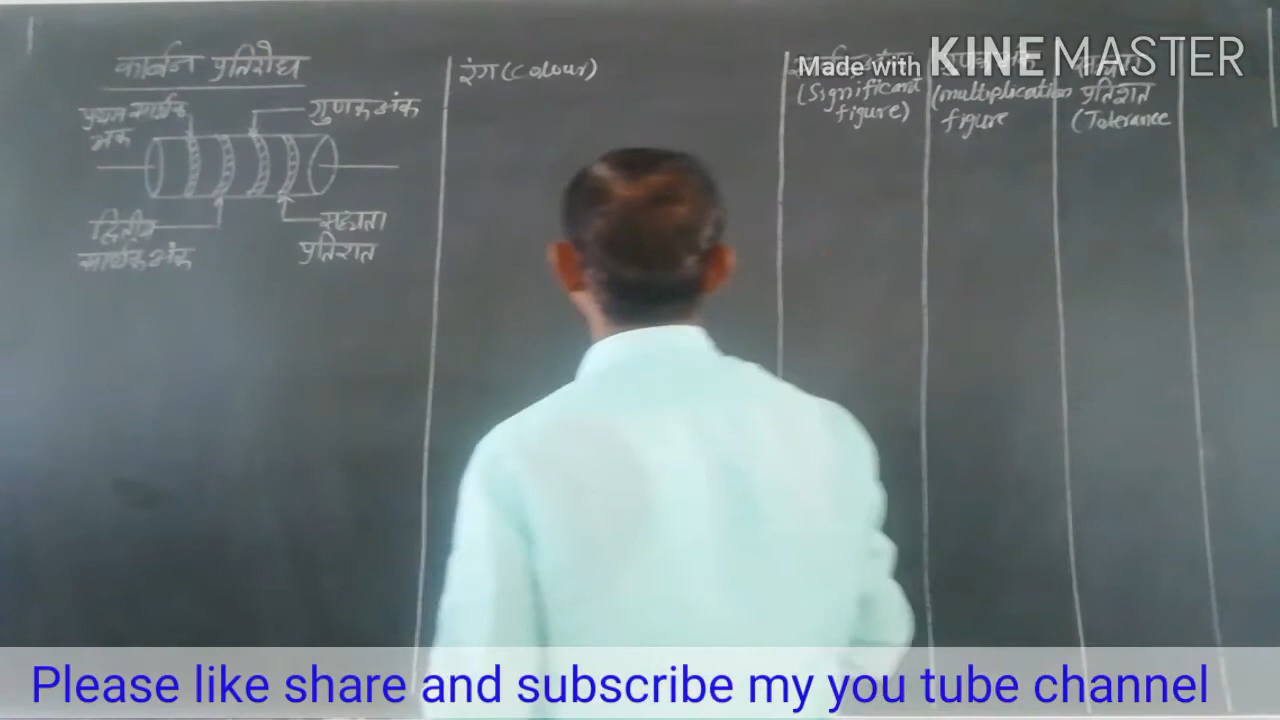 कार्बन प्रतिरोध
प्रथम सार्थक
अंक
गुणक अंक
द्वितीय
सार्थक अंक
सह्यता
प्रतिशत
रंग (Colour)
(Significant
figure)
(multiplication
figure
प्रतिशत
(Tolerance
Made with KINEMASTER
Please like share and subscribe my you tube channel